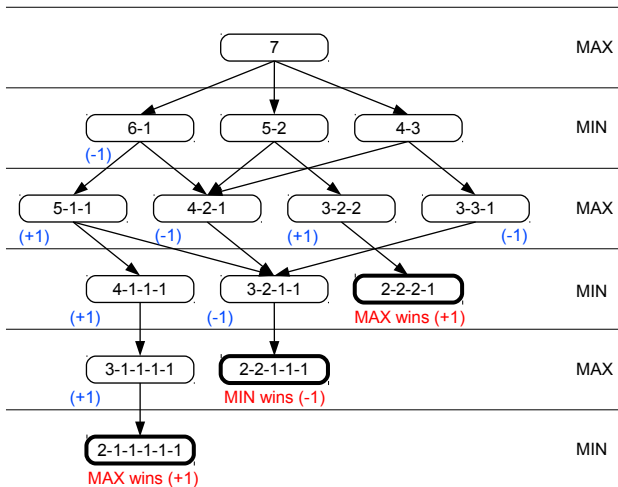 7 MAX
6-1 5-2 4-3 MIN
(-1)
5-1-1 4-2-1 3-2-2 3-3-1 MAX
(+1) (-1) (+1) (-1)
4-1-1-1 3-2-1-1 2-2-2-1 MIN
(+1) (-1) MAX wins (+1)
3-1-1-1-1 2-2-1-1-1 MAX
(+1) MIN wins (-1)
2-1-1-1-1-1 MIN
MAX wins (+1)